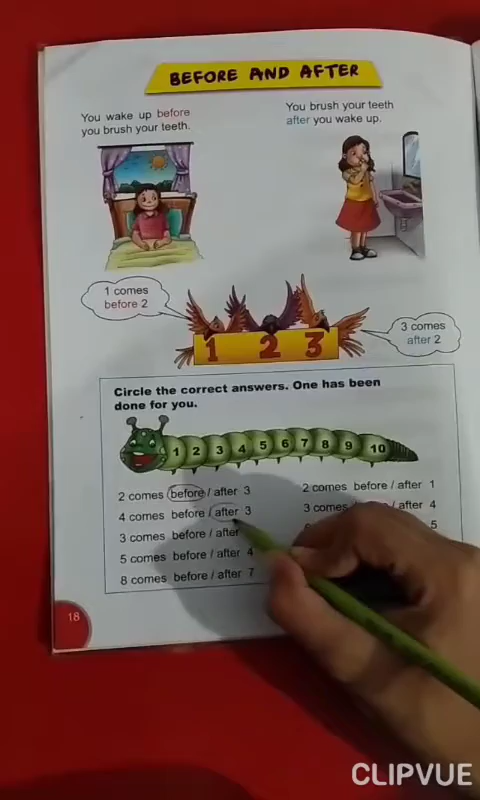 BEFORE AND AFTER
You wake up before
you brush your teeth.
You brush your teeth
after you wake up.
1 comes
before 2
1 2 3
3 comes
after 2
Circle the correct answers. One has been
done for you.
1 2 3 4 5 6 7 8 9 10
2 comes before / after 3
4 comes before / after 3
3 comes before / after
5 comes before / after 4
8 comes before / after 7
2 comes before / after 1
3 comes / after 4
5
18
CLIPVUE